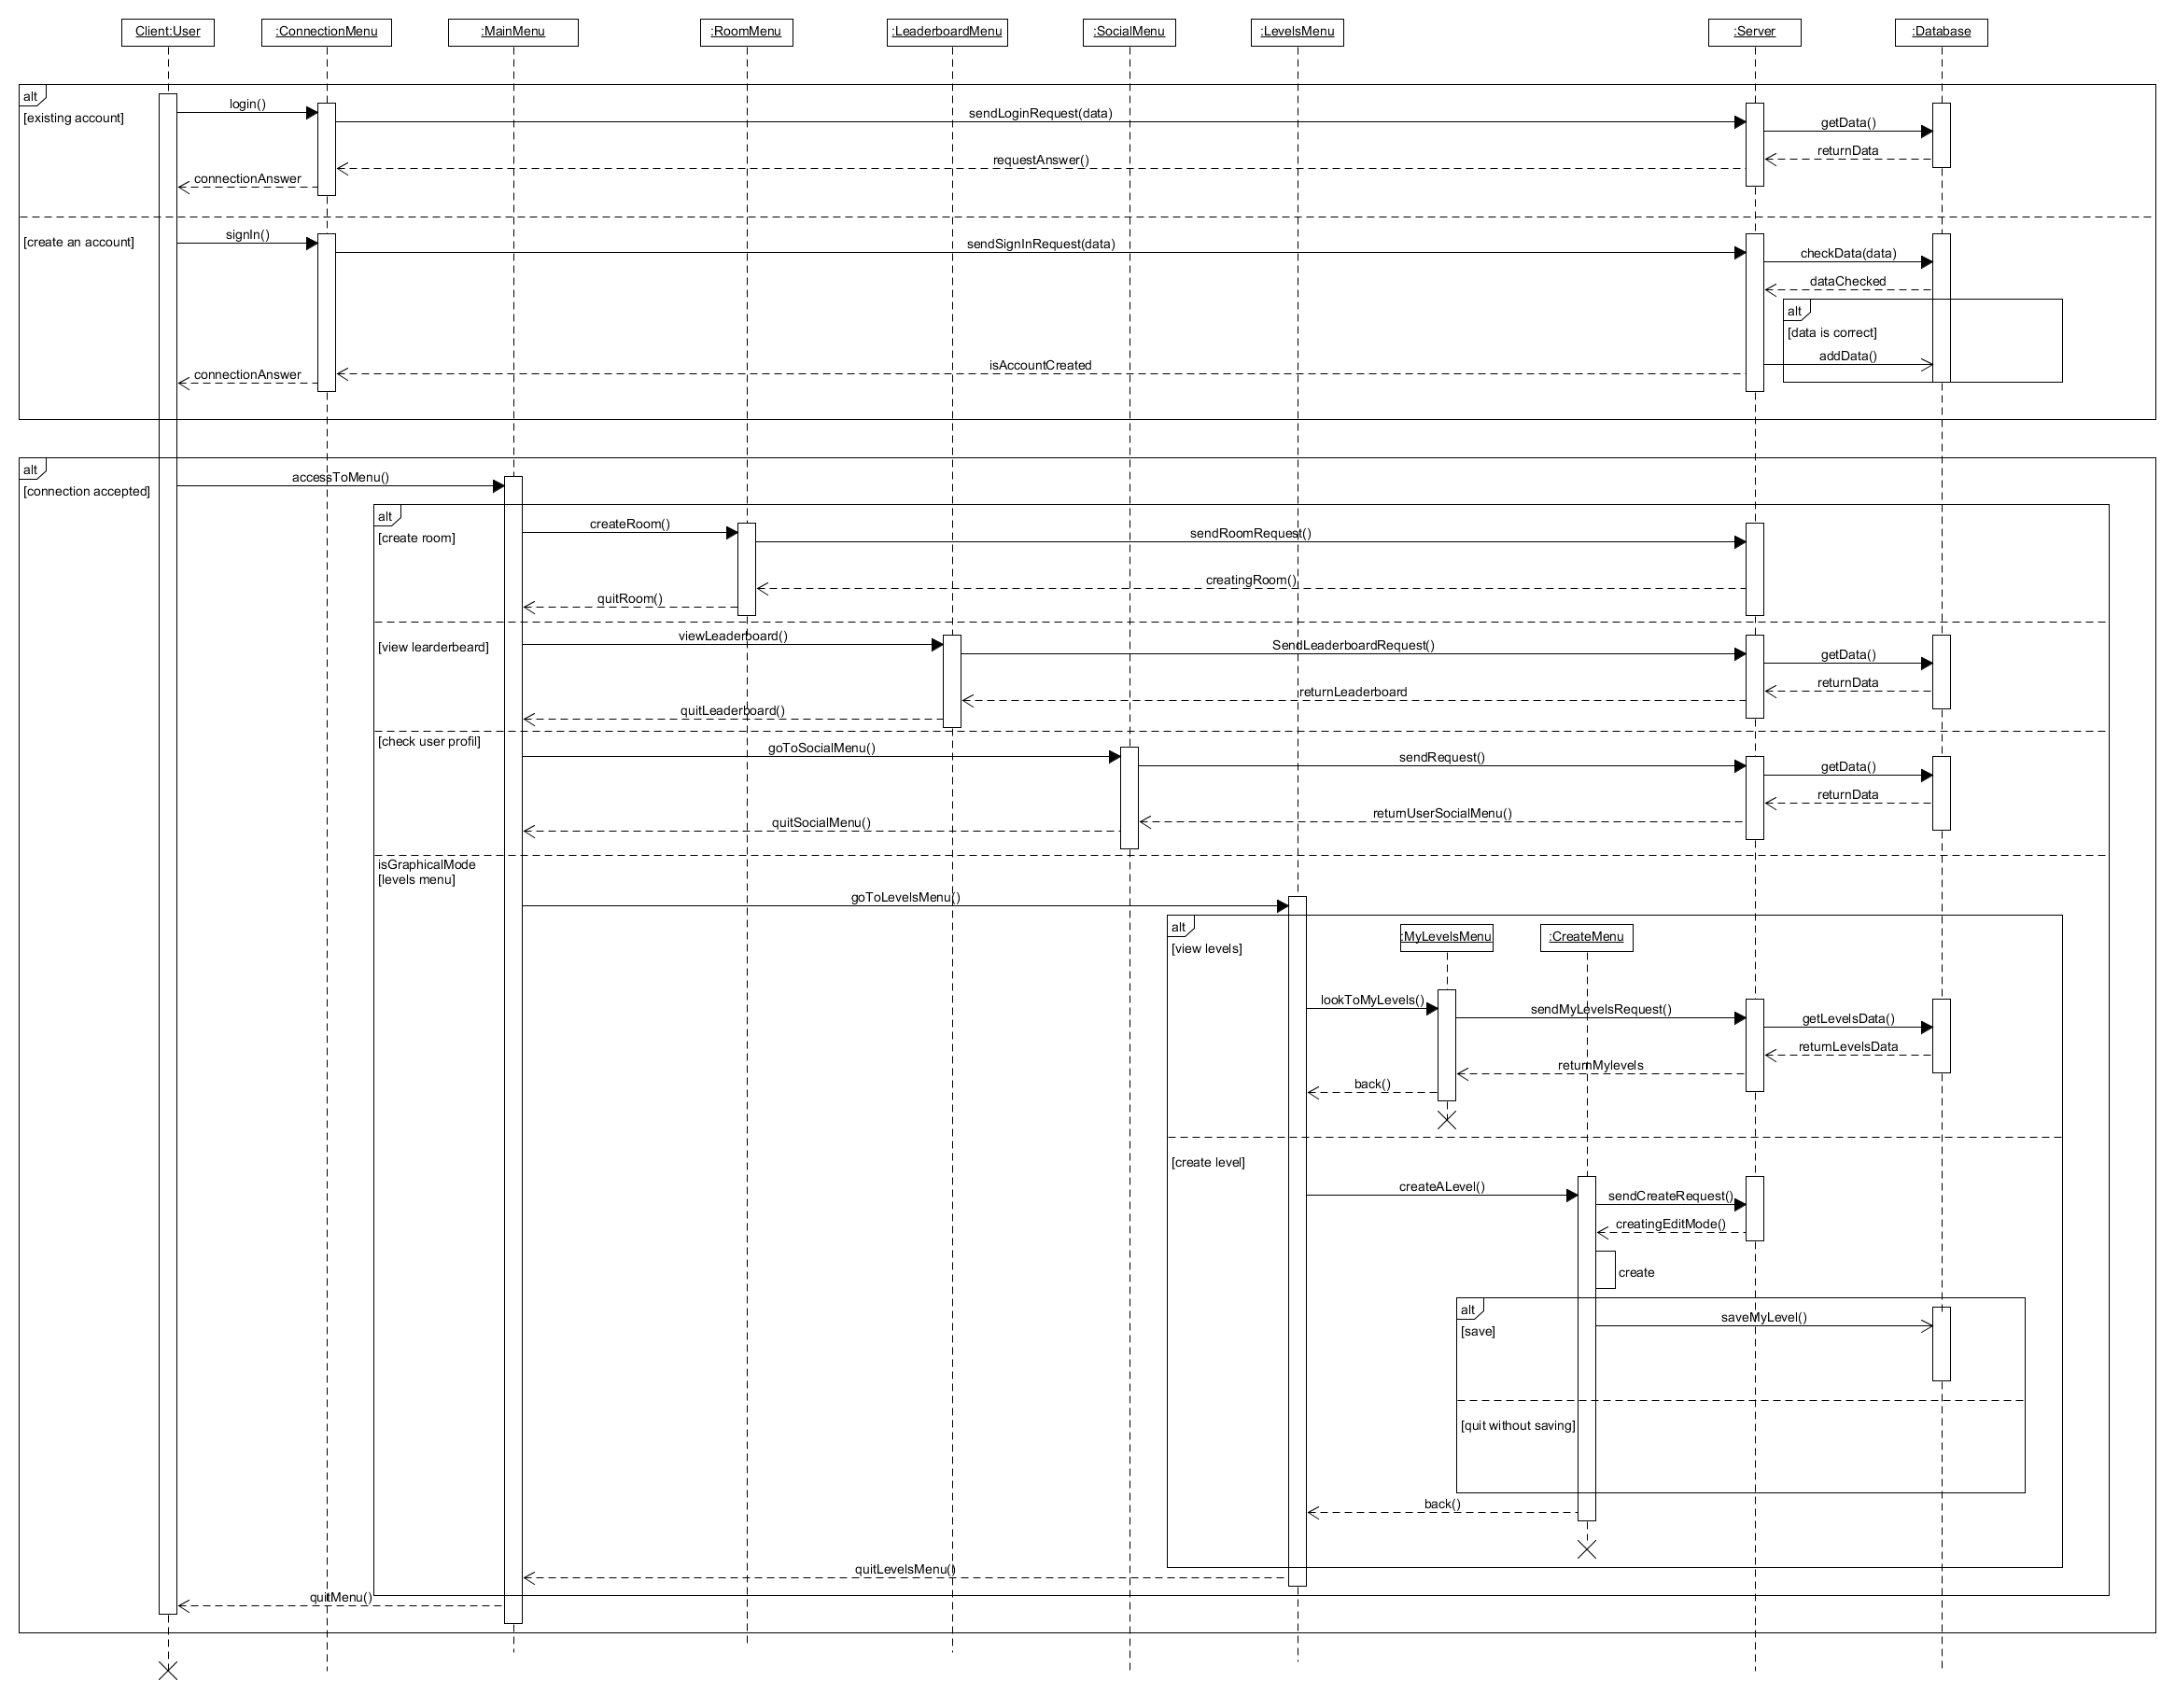 Client:User
:ConnectionMenu
:MainMenu
:RoomMenu
:LeaderboardMenu
:SocialMenu
:LevelsMenu
:Server
:Database
alt
[existing account]
login()
sendLoginRequest(data)
getData()
returnData
requestAnswer()
connectionAnswer
[create an account]
signIn()
sendSignInRequest(data)
checkData(data)
dataChecked
alt
[data is correct]
addData()
isAccountCreated
connectionAnswer
alt
[connection accepted]
accessToMenu()
alt
[create room]
createRoom()
sendRoomRequest()
creatingRoom()
quitRoom()
[view learderbeard]
viewLeaderboard()
SendLeaderboardRequest()
getData()
returnData
returnLeaderboard
quitLeaderboard()
[check user profil]
goToSocialMenu()
sendRequest()
getData()
returnData
returnUserSocialMenu()
quitSocialMenu()
isGraphicalMode
[levels menu]
goToLevelsMenu()
alt
[view levels]
:MyLevelsMenu
:CreateMenu
lookToMyLevels()
sendMyLevelsRequest()
getLevelsData()
returnLevelsData
returnMylevels
back()
[create level]
createALevel()
sendCreateRequest()
creatingEditMode()
create
alt
[save]
saveMyLevel()
[quit without saving]
back()
quitLevelsMenu()
quitMenu()